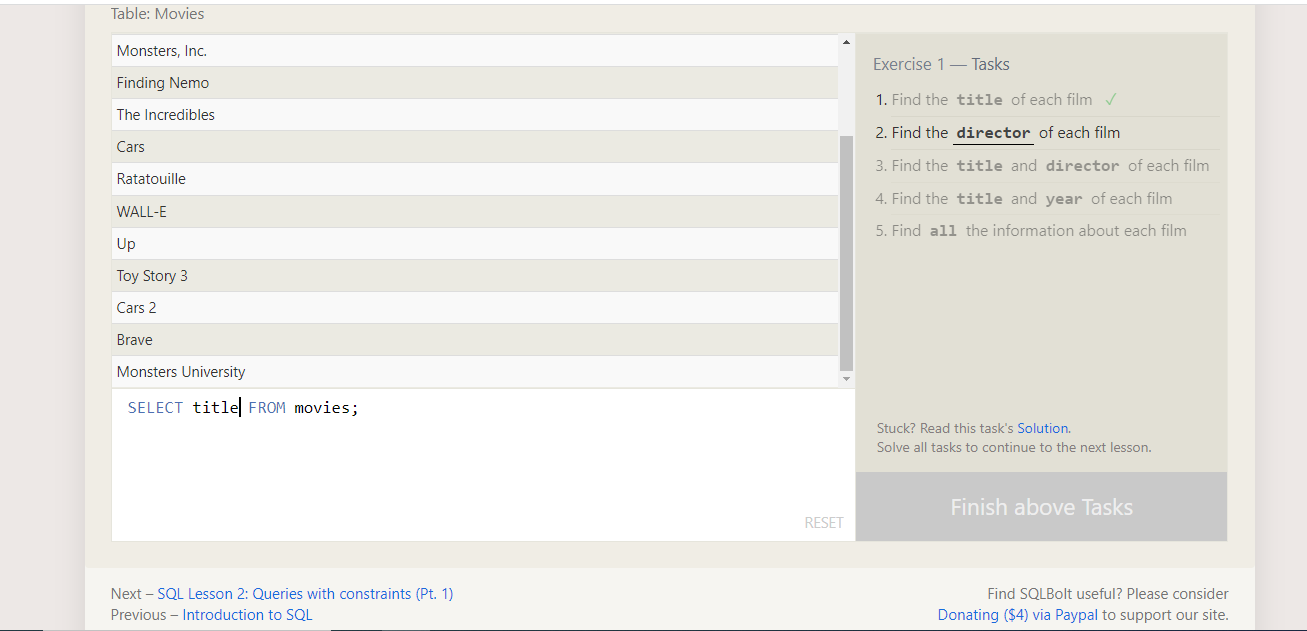 Table: Movies
Monsters, Inc.
Finding Nemo
The Incredibles
Cars
Ratatouille
WALL-E
Up
Toy Story 3
Cars 2
Brave
Monsters University
SELECT title FROM movies;
RESET
Exercise 1 — Tasks
1. Find the title of each film ✓
2. Find the director of each film
3. Find the title and director of each film
4. Find the title and year of each film
5. Find all the information about each film
Stuck? Read this task's Solution.
Solve all tasks to continue to the next lesson.
Finish above Tasks
Next – SQL Lesson 2: Queries with constraints (Pt. 1)
Previous – Introduction to SQL
Find SQLBolt useful? Please consider
Donating ($4) via Paypal to support our site.